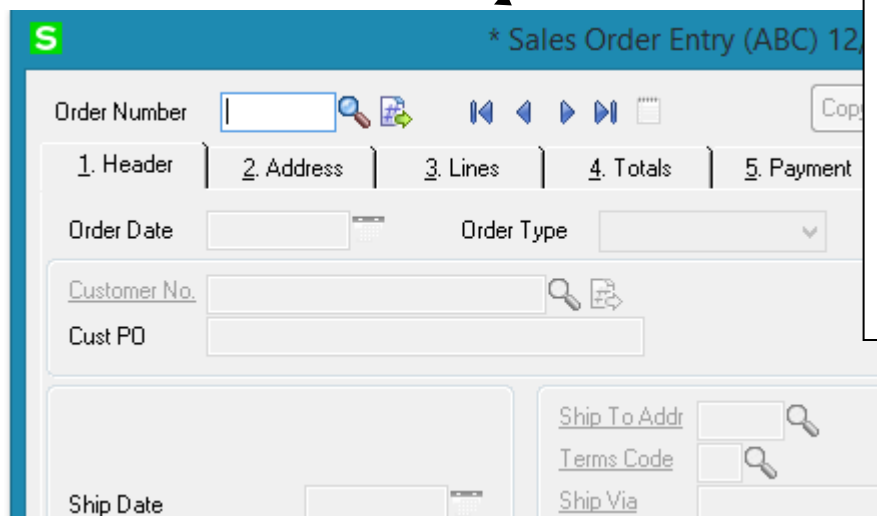 S
* Sales Order Entry (ABC) 12/
Order Number
Copy
1. Header 2. Address 3. Lines 4. Totals 5. Payment
Order Date Order Type
Customer No.
Cust PO
Ship To Addr
Terms Code
Ship Date Ship Via